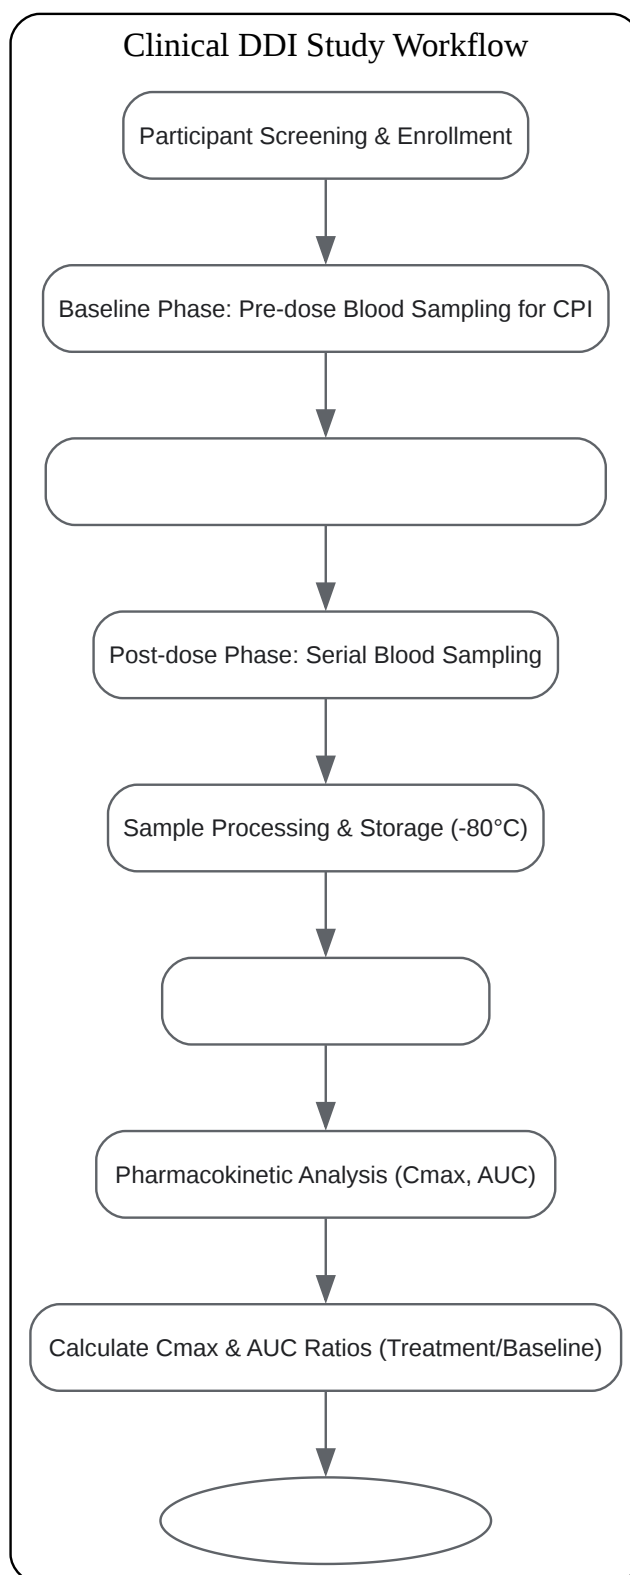 Clinical DDI Study Workflow
Participant Screening & Enrollment
Baseline Phase: Pre-dose Blood Sampling for CPI
Post-dose Phase: Serial Blood Sampling
Sample Processing & Storage (-80°C)
Pharmacokinetic Analysis (Cmax, AUC)
Calculate Cmax & AUC Ratios (Treatment/Baseline)